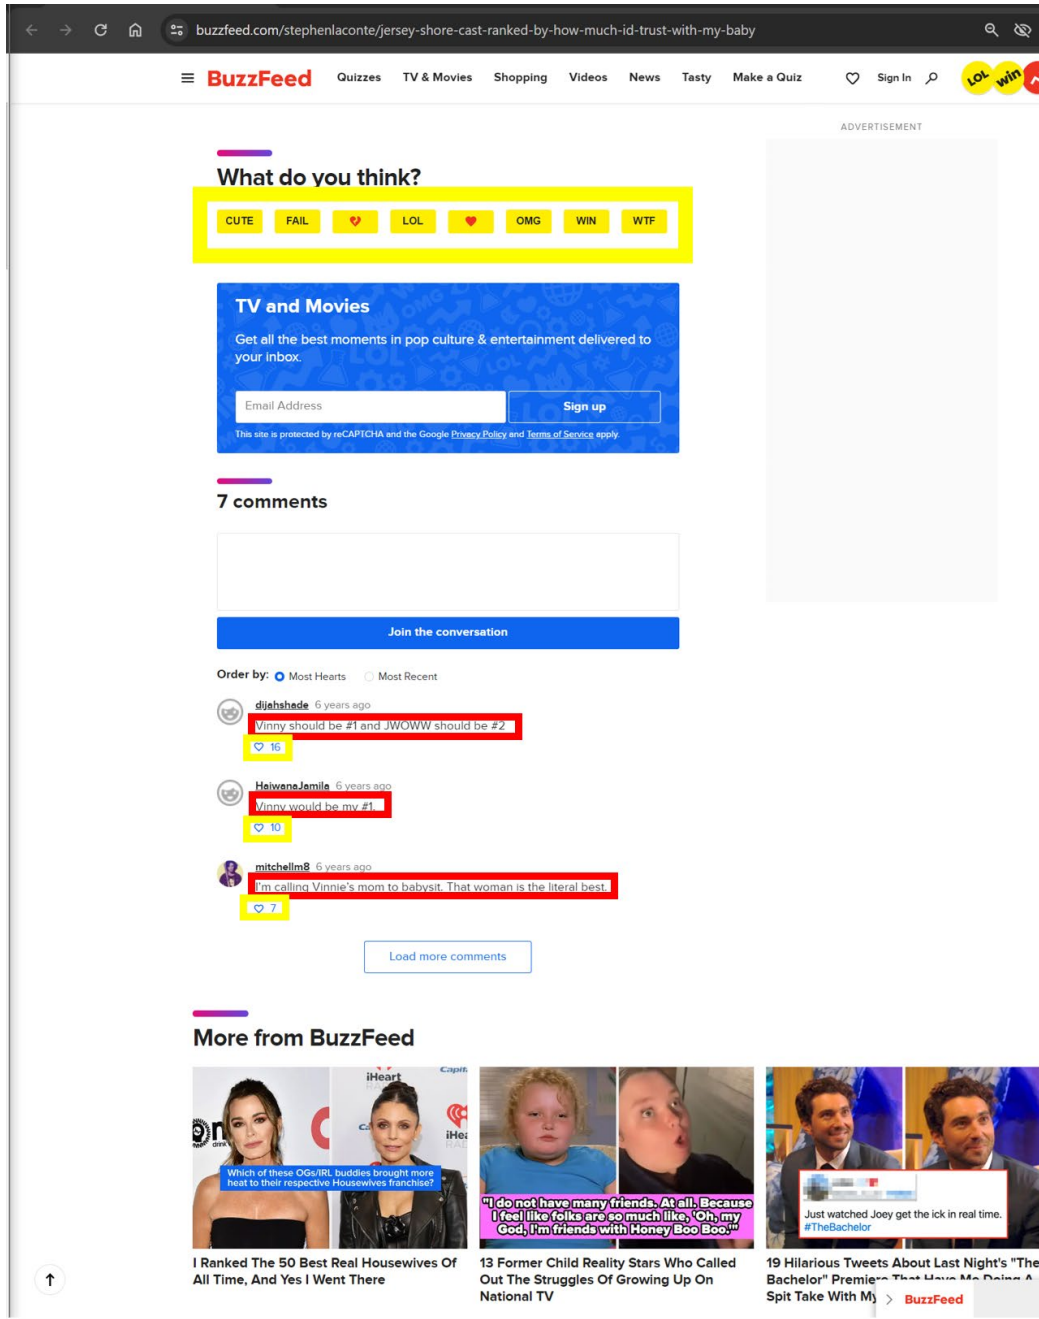 buzzfeed.com/stephenlaconte/jersey-shore-cast-ranked-by-how-much-id-trust-with-my-baby
BuzzFeed Quizzes TV & Movies Shopping Videos News Tasty Make a Quiz Sign In LOL win
ADVERTISEMENT
What do you think?
CUTE FAIL LOL OMG WIN WTF
TV and Movies
Get all the best moments in pop culture & entertainment delivered to
your inbox.
Email Address Sign up
This site is protected by reCAPTCHA and the Google Privacy Policy and Terms of Service apply.
7 comments
Join the conversation
Order by: Most Hearts Most Recent
dijahshade 6 years ago
Vinny should be #1 and JWOWW should be #2
16
HaiwanaJamila 6 years ago
Vinny would be my #1.
10
mitchellm8 6 years ago
I'm calling Vinnie's mom to babysit. That woman is the literal best.
7
Load more comments
More from BuzzFeed
iHeart
Which of these OGs/IRL buddies brought more
heat to their respective Housewives franchise?
"I do not have many friends. At all. Because
I feel like folks are so much like, 'Oh, my
God, I'm friends with Honey Boo Boo.'"
Just watched Joey get the ick in real time.
#TheBachelor
I Ranked The 50 Best Real Housewives Of
All Time, And Yes I Went There
13 Former Child Reality Stars Who Called
Out The Struggles Of Growing Up On
National TV
19 Hilarious Tweets About Last Night's "The
Bachelor" Premiere That Have Me Doing A
Spit Take With My
BuzzFeed